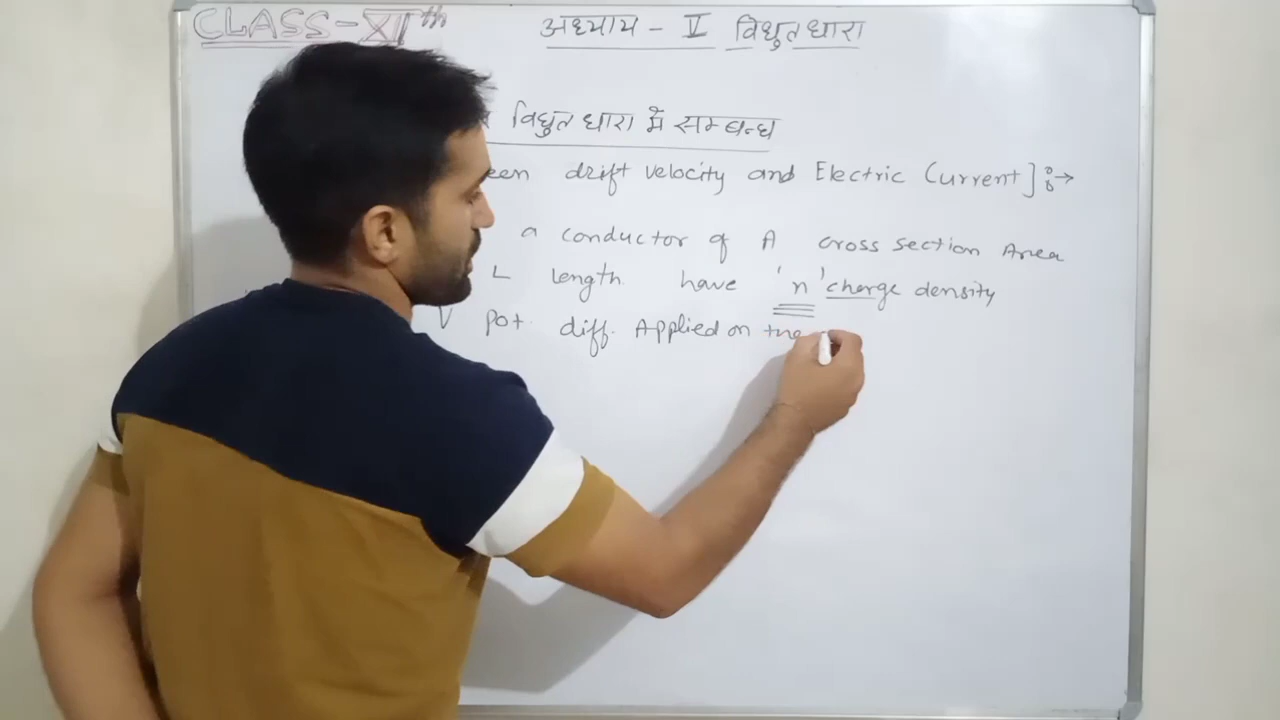 CLASS-XIth
अध्याय - V विधुत धारा
विधुत धारा में सम्बन्ध
een drift velocity and Electric Current]:→
a conductor of A cross section Area
L length have 'n' charge density
V pot. diff. Applied on the